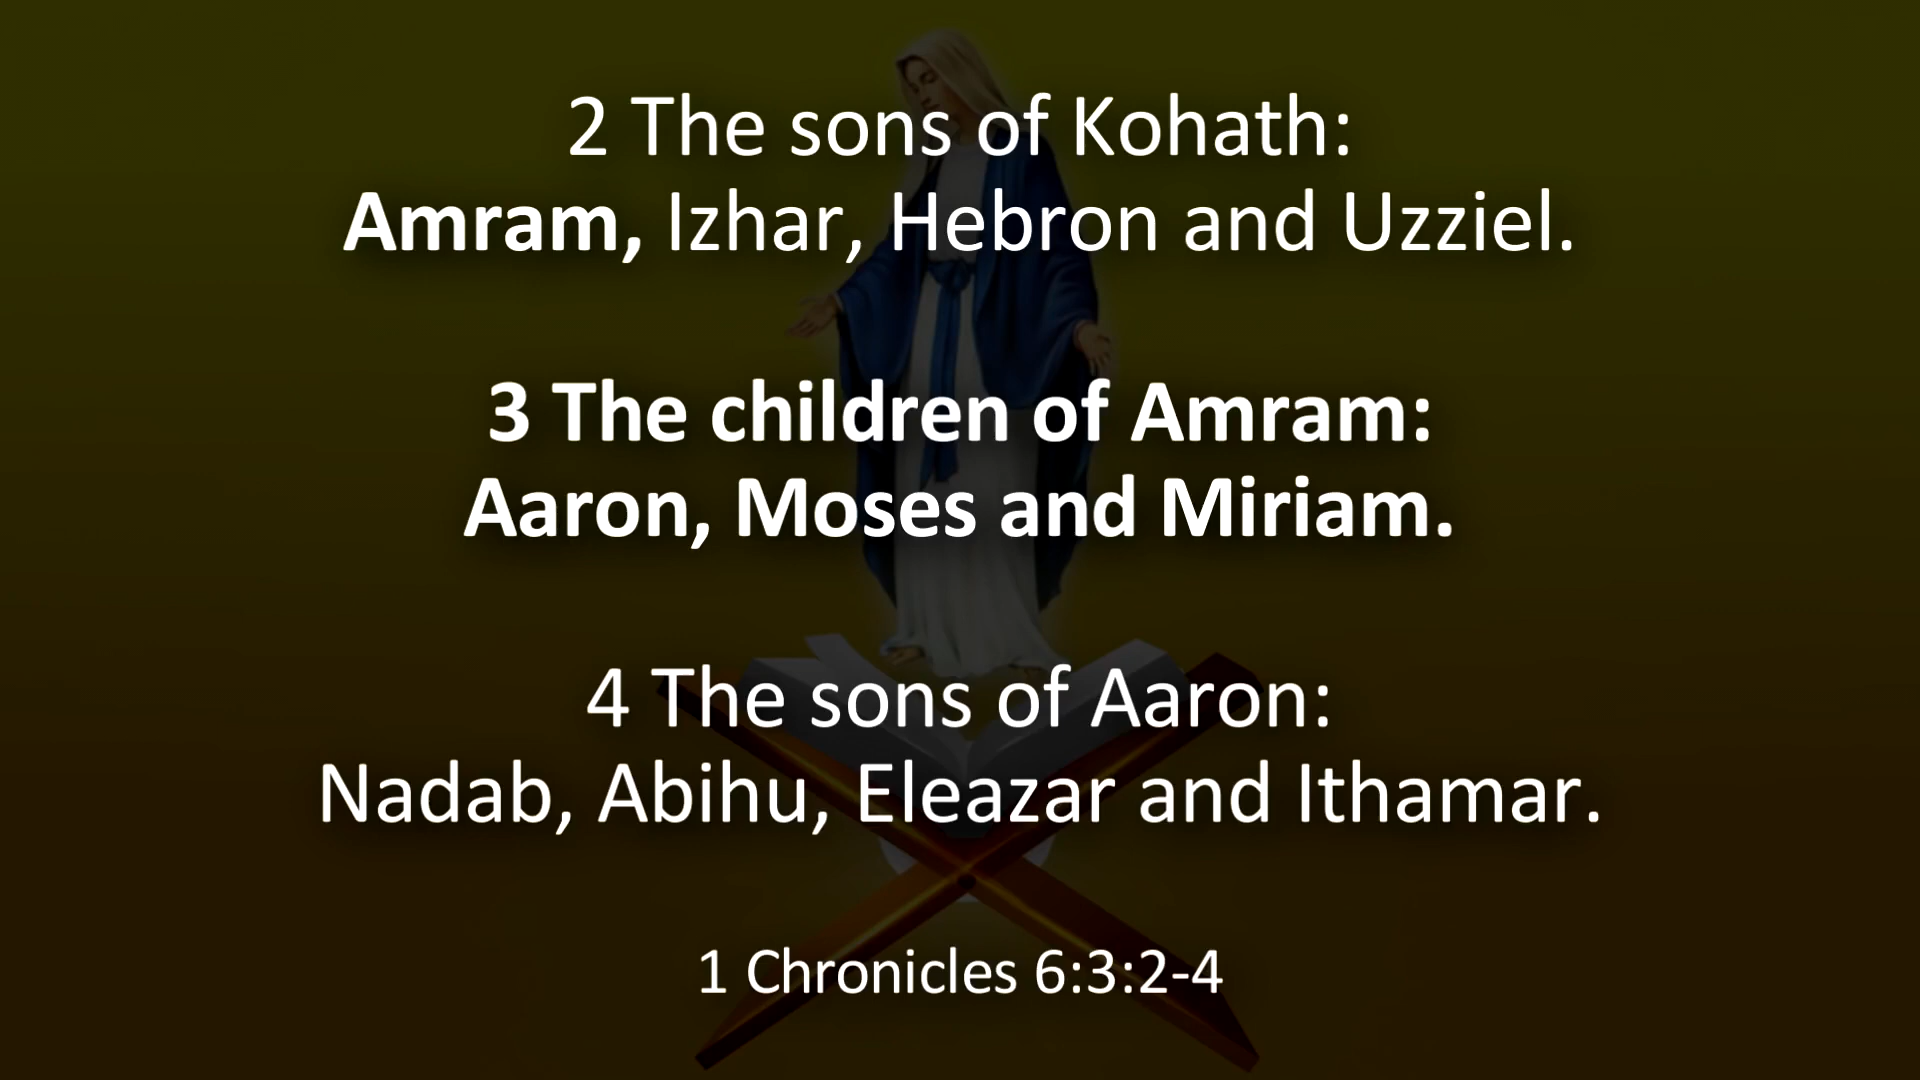 2 The sons of Kohath:
Amram, Izhar, Hebron and Uzziel.
3 The children of Amram:
Aaron, Moses and Miriam.
4 The sons of Aaron:
Nadab, Abihu, Eleazar and Ithamar.
1 Chronicles 6:3:2-4